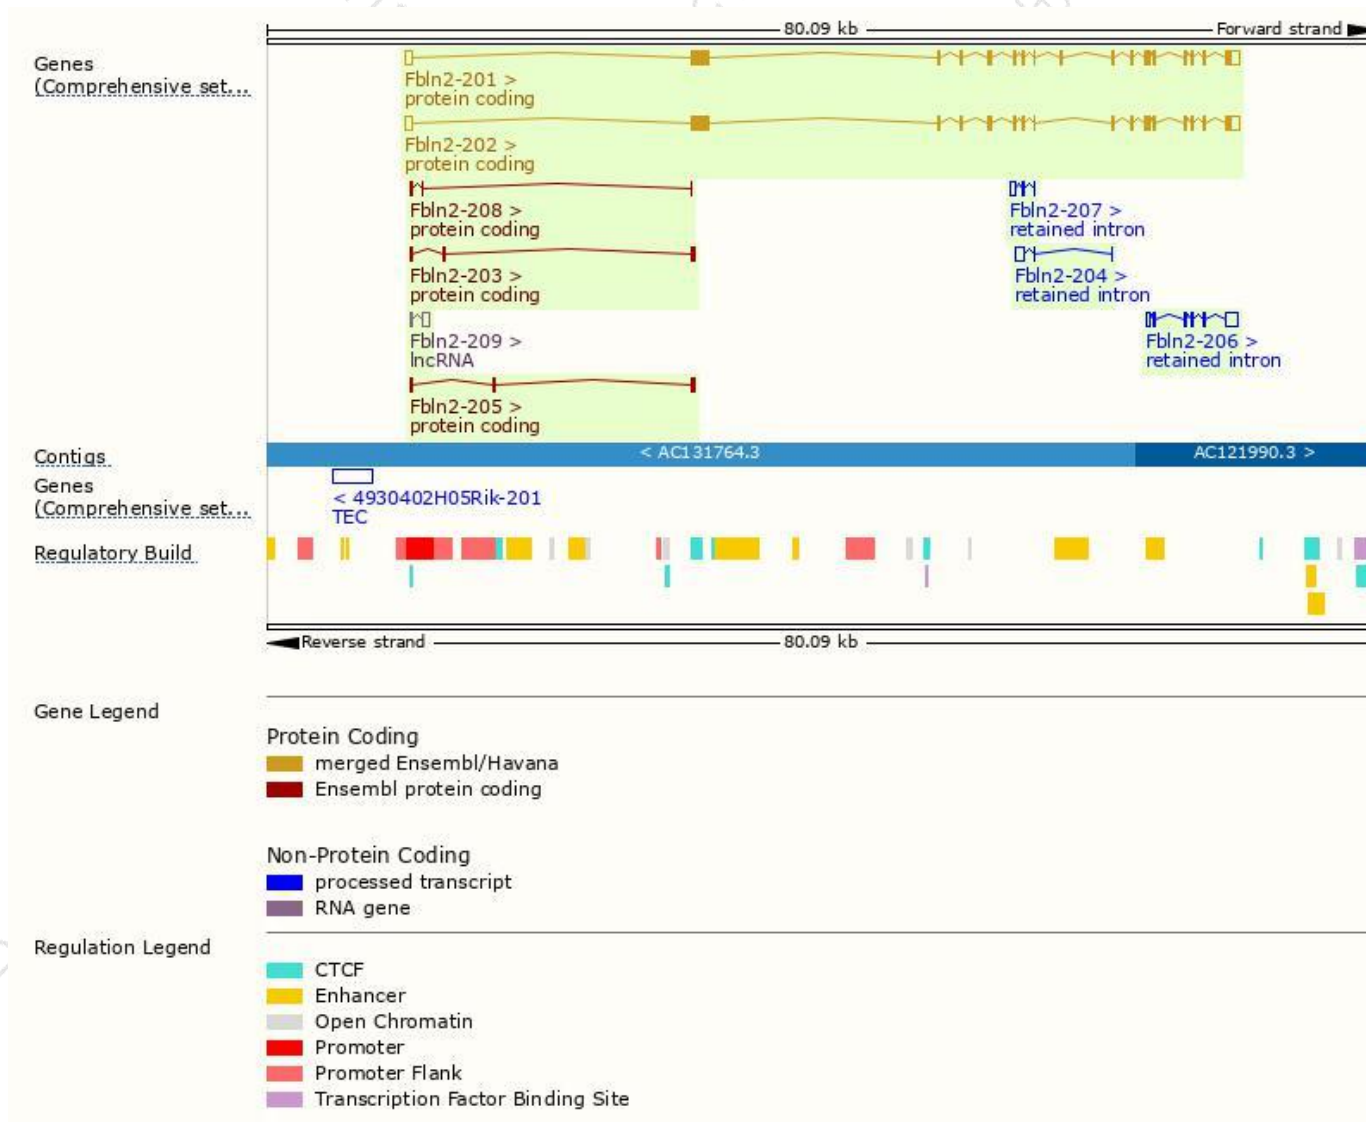 80.09 kb
Forward strand
Genes
(Comprehensive set...
Fbln2-201 >
protein coding
Fbln2-202 >
protein coding
Fbln2-208 >
protein coding
Fbln2-207 >
retained intron
Fbln2-203 >
protein coding
Fbln2-204 >
retained intron
Fbln2-209 >
lncRNA
Fbln2-206 >
retained intron
Fbln2-205 >
protein coding
Contigs
< AC131764.3
AC121990.3 >
Genes
(Comprehensive set...
< 4930402H05Rik-201
TEC
Regulatory Build
Reverse strand
80.09 kb
Gene Legend
Protein Coding
merged Ensembl/Havana
Ensembl protein coding
Non-Protein Coding
processed transcript
RNA gene
Regulation Legend
CTCF
Enhancer
Open Chromatin
Promoter
Promoter Flank
Transcription Factor Binding Site